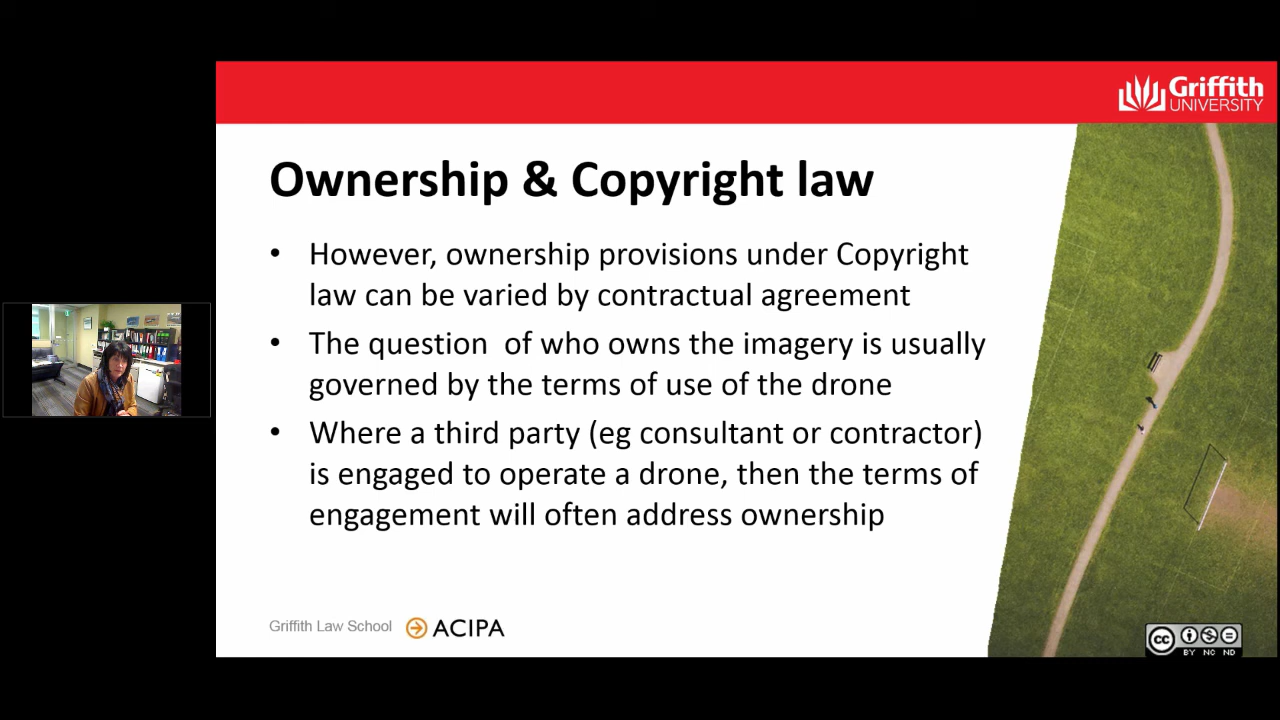 Griffith
UNIVERSITY
Ownership & Copyright law
• However, ownership provisions under Copyright
law can be varied by contractual agreement
• The question  of who owns the imagery is usually
governed by the terms of use of the drone
• Where a third party (eg consultant or contractor)
is engaged to operate a drone, then the terms of
engagement will often address ownership
Griffith Law School ACIPA
cc
BY NC ND